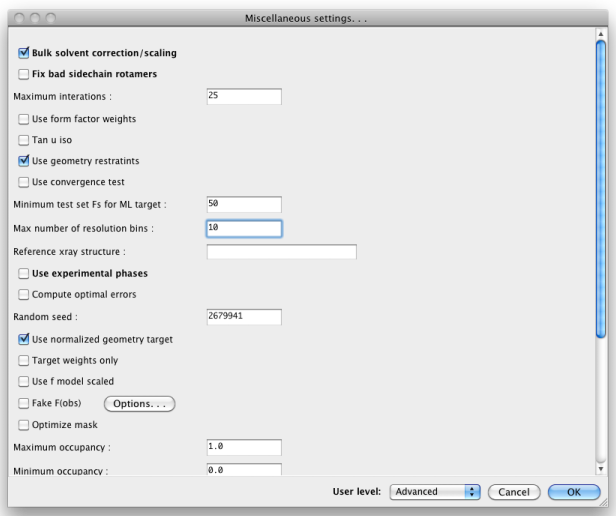 Miscellaneous settings. . .
Bulk solvent correction/scaling
Fix bad sidechain rotamers
Maximum interations : 25
Use form factor weights
Tan u iso
Use geometry restratints
Use convergence test
Minimum test set Fs for ML target : 50
Max number of resolution bins : 10
Reference xray structure :
Use experimental phases
Compute optimal errors
Random seed : 2679941
Use normalized geometry target
Target weights only
Use f model scaled
Fake F(obs) Options. . .
Optimize mask
Maximum occupancy : 1.0
Minimum occupancy : 0.0
User level: Advanced Cancel OK